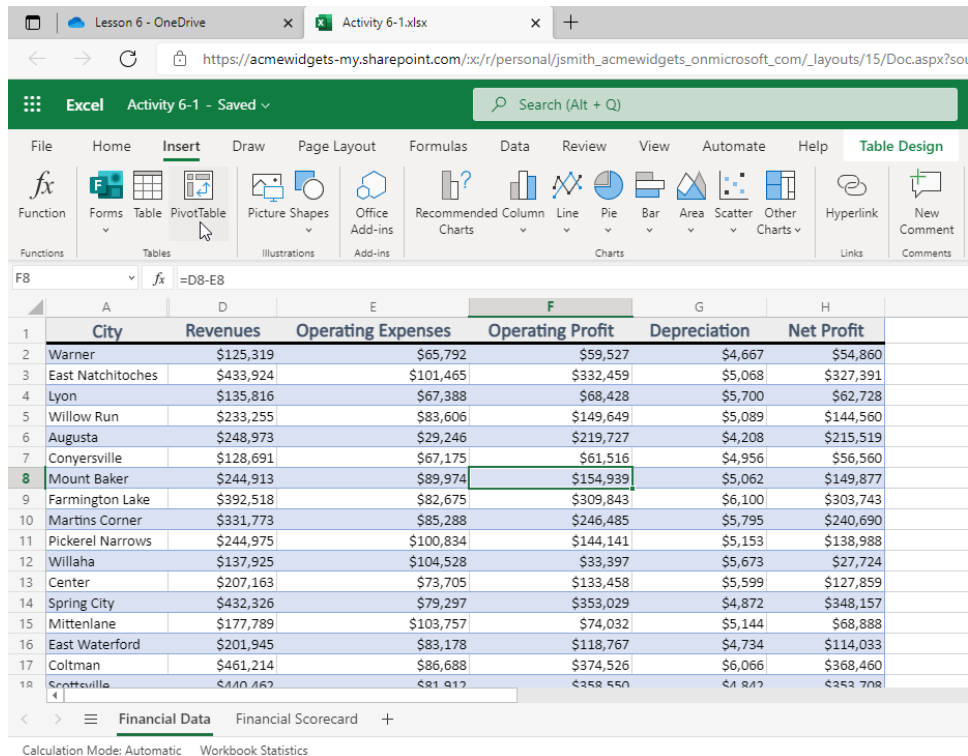 Lesson 6 - OneDrive Activity 6-1.xlsx
https://acmewidgets-my.sharepoint.com/:x:/r/personal/jsmith_acmewidgets_onmicrosoft_com/_layouts/15/Doc.aspx?sou
Excel Activity 6-1 - Saved Search (Alt + Q)
File Home Insert Draw Page Layout Formulas Data Review View Automate Help Table Design
Function Forms Table PivotTable Picture Shapes Office Add-ins Recommended Charts Column Line Pie Bar Area Scatter Other Charts Hyperlink New Comment
Functions Tables Illustrations Add-ins Charts Links Comments
F8 fx =D8-E8
A D E F G H
1 City Revenues Operating Expenses Operating Profit Depreciation Net Profit
2 Warner $125,319 $65,792 $59,527 $4,667 $54,860
3 East Natchitoches $433,924 $101,465 $332,459 $5,068 $327,391
4 Lyon $135,816 $67,388 $68,428 $5,700 $62,728
5 Willow Run $233,255 $83,606 $149,649 $5,089 $144,560
6 Augusta $248,973 $29,246 $219,727 $4,208 $215,519
7 Conyersville $128,691 $67,175 $61,516 $4,956 $56,560
8 Mount Baker $244,913 $89,974 $154,939 $5,062 $149,877
9 Farmington Lake $392,518 $82,675 $309,843 $6,100 $303,743
10 Martins Corner $331,773 $85,288 $246,485 $5,795 $240,690
11 Pickerel Narrows $244,975 $100,834 $144,141 $5,153 $138,988
12 Willaha $137,925 $104,528 $33,397 $5,673 $27,724
13 Center $207,163 $73,705 $133,458 $5,599 $127,859
14 Spring City $432,326 $79,297 $353,029 $4,872 $348,157
15 Mittenlane $177,789 $103,757 $74,032 $5,144 $68,888
16 East Waterford $201,945 $83,178 $118,767 $4,734 $114,033
17 Coltman $461,214 $86,688 $374,526 $6,066 $368,460
18 Scottsville $440,462 $81,912 $358,550 $4,842 $353,708
Financial Data Financial Scorecard
Calculation Mode: Automatic Workbook Statistics